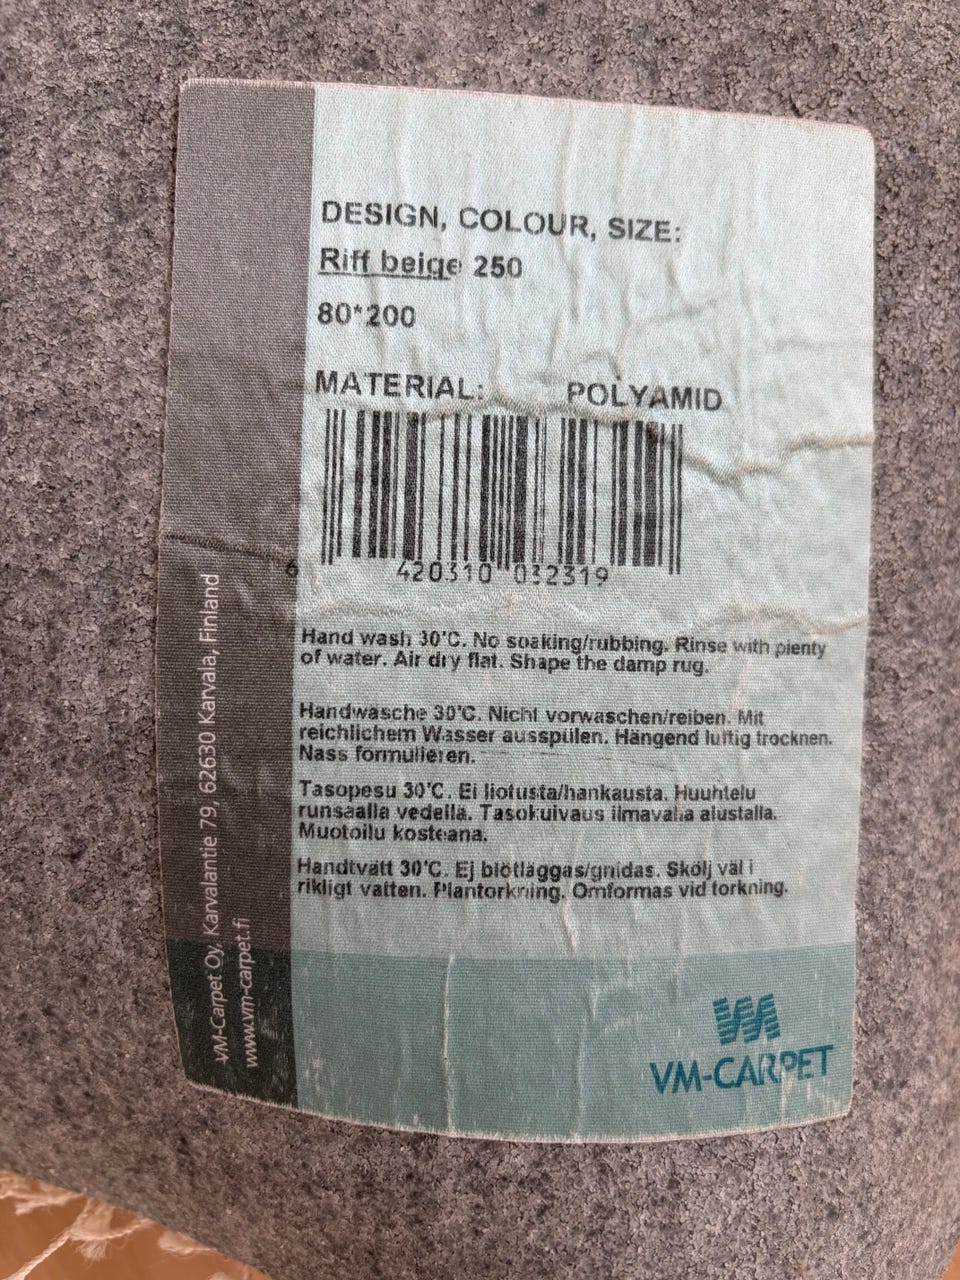 DESIGN, COLOUR, SIZE:
Riff beige 250
80*200
MATERIAL: POLYAMID
6 420310 032319
Hand wash 30'C. No soaking/rubbing. Rinse with plenty
of water. Air dry flat. Shape the damp rug.
Handwäsche 30'C. Nicht vorwaschen/reiben. Mit
reichlichem Wasser ausspülen. Hängend luftig trocknen.
Nass formulieren.
Tasopesu 30'C. Ei liotusta/hankausta. Huuhtelu
runsaalla vedellä. Tasokuivaus ilmavalla alustalla.
Muotoilu kosteana.
Handtvätt 30'C. Ej blötläggas/gnidas. Skölj väl i
rikligt vatten. Plantorkning. Omformas vid torkning.
VM-Carpet Oy, Karvalantie 79, 62630 Karvala, Finland
www.vm-carpet.fi
VM-CARPET